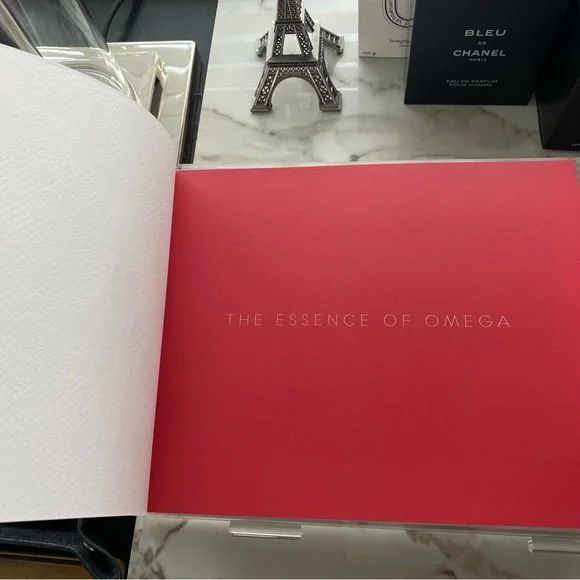 BLEU
DE
CHANEL
PARIS
EAU DE PARFUM
POUR HOMME
THE ESSENCE OF OMEGA